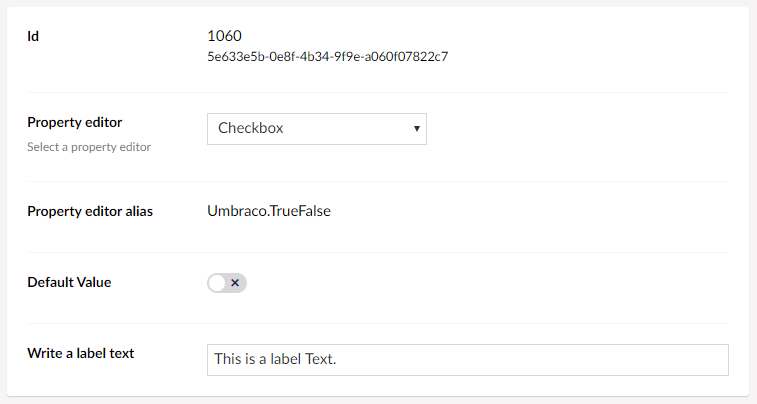 Id 1060
5e633e5b-0e8f-4b34-9f9e-a060f07822c7
Property editor Checkbox
Select a property editor
Property editor alias Umbraco.TrueFalse
Default Value
Write a label text This is a label Text.